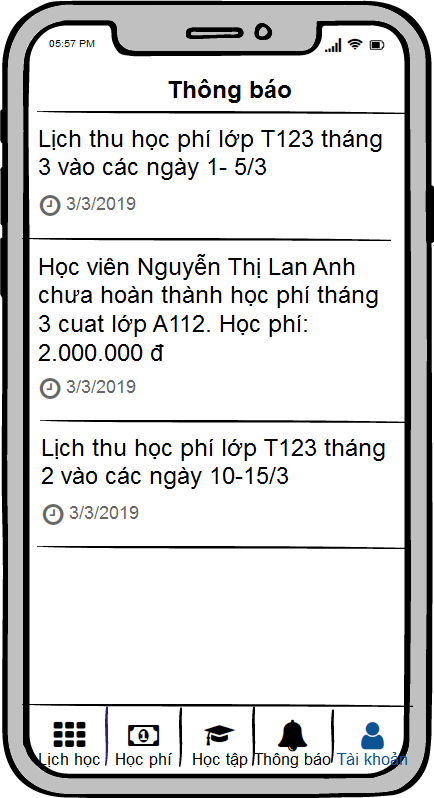 05:57 PM
Thông báo
Lịch thu học phí lớp T123 tháng
3 vào các ngày 1- 5/3
3/3/2019
Học viên Nguyễn Thị Lan Anh
chưa hoàn thành học phí tháng
3 cuat lớp A112. Học phí:
2.000.000 đ
3/3/2019
Lịch thu học phí lớp T123 tháng
2 vào các ngày 10-15/3
3/3/2019
1
Lịch học Học phí Học tập Thông báo Tài khoản